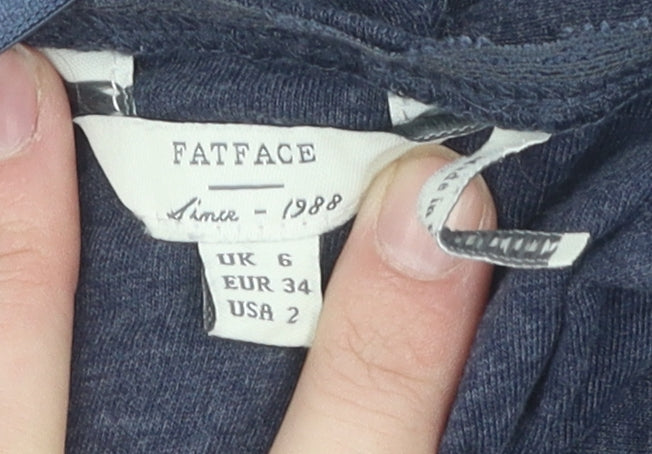 FATFACE
Since - 1988
UK 6
EUR 34
USA 2